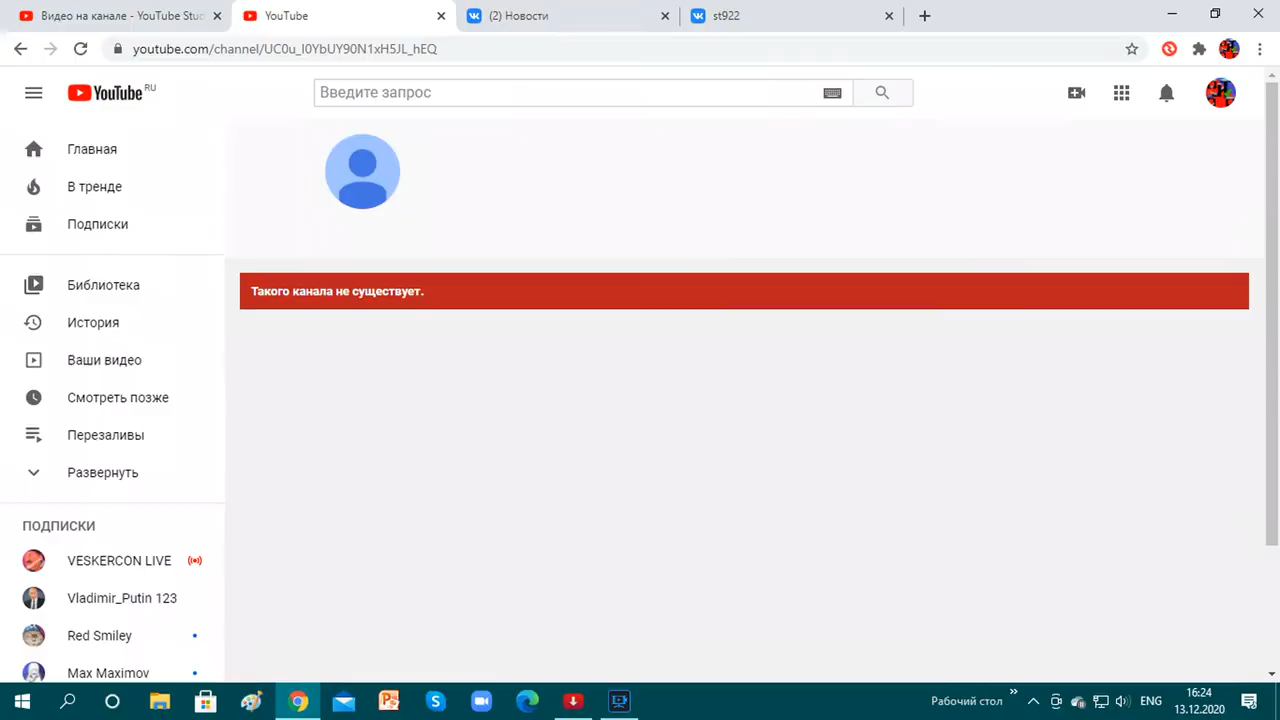 Видео на канале - YouTube Stud
YouTube
(2) Новости
st922
youtube.com/channel/UC0u_I0YbUY90N1xH5JL_hEQ
YouTube RU
Введите запрос
Главная
В тренде
Подписки
Библиотека
История
Ваши видео
Смотреть позже
Перезаливы
Развернуть
ПОДПИСКИ
VESKERCON LIVE
Vladimir_Putin 123
Red Smiley
Max Maximov
Такого канала не существует.
Рабочий стол
ENG
16:24
13.12.2020